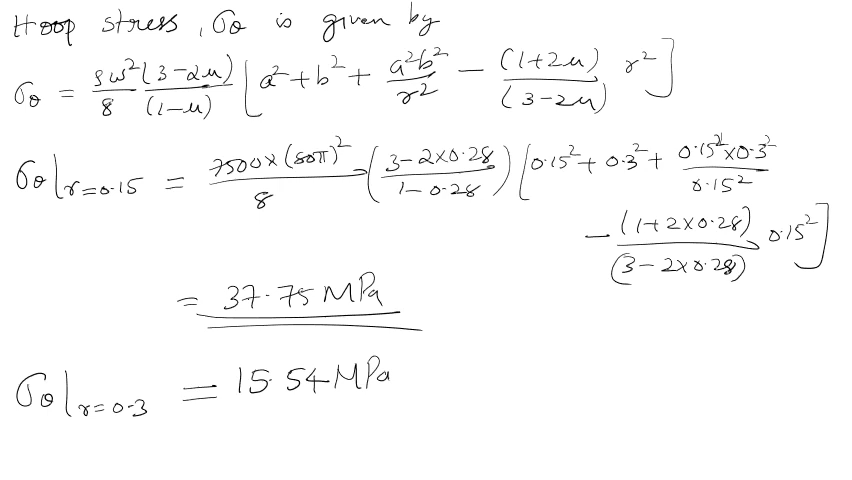 Hoop stress, σθ is given by
σθ = ρω²/8 (3-2μ)/(1-μ) [a² + b² + a²b²/r² - (1+2μ)/(3-2μ) r²]
σθ|r=0.15 = 7500×(50π)²/8 (3-2×0.28/1-0.28) [0.15² + 0.3² + 0.15²×0.3²/0.15²
- (1+2×0.28)/(3-2×0.28) 0.15²]
= 37.75 MPa
σθ|r=0.3 = 15.54 MPa